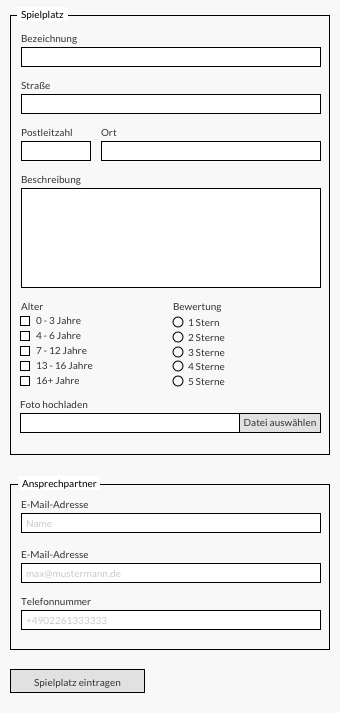 Spielplatz
Bezeichnung
Straße
Postleitzahl Ort
Beschreibung
Alter Bewertung
0 - 3 Jahre 1 Stern
4 - 6 Jahre 2 Sterne
7 - 12 Jahre 3 Sterne
13 - 16 Jahre 4 Sterne
16+ Jahre 5 Sterne
Foto hochladen
Datei auswählen
Ansprechpartner
E-Mail-Adresse
Name
E-Mail-Adresse
max@mustermann.de
Telefonnummer
+4902261333333
Spielplatz eintragen